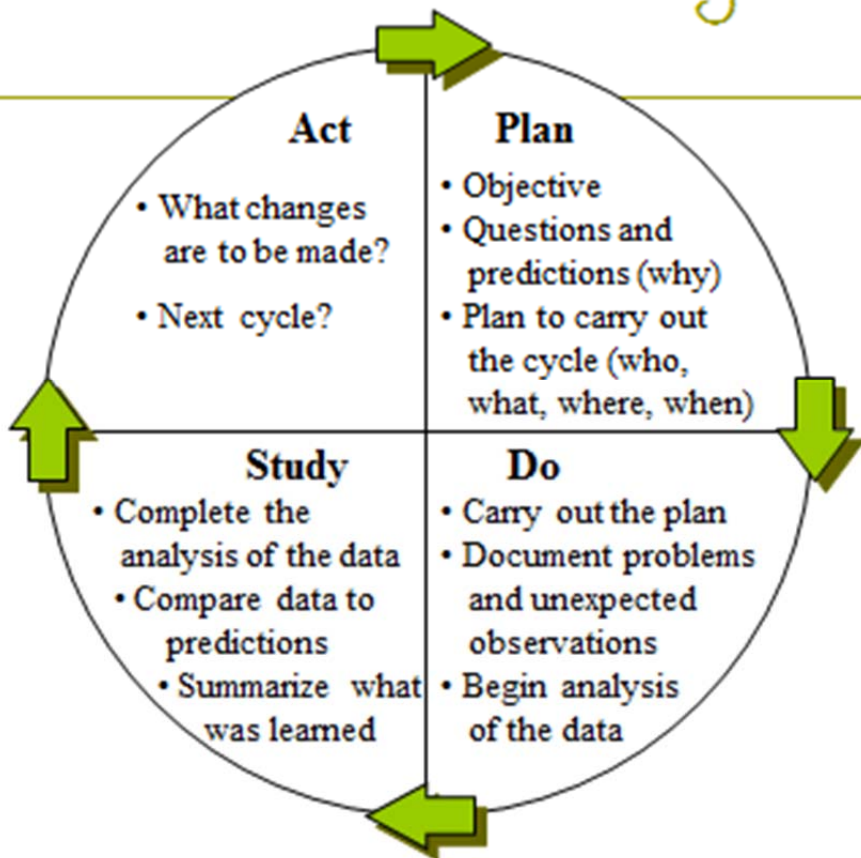 Act
• What changes
are to be made?
• Next cycle?
Plan
• Objective
• Questions and
predictions (why)
• Plan to carry out
the cycle (who,
what, where, when)
Study
• Complete the
analysis of the data
• Compare data to
predictions
• Summarize what
was learned
Do
• Carry out the plan
• Document problems
and unexpected
observations
• Begin analysis
of the data